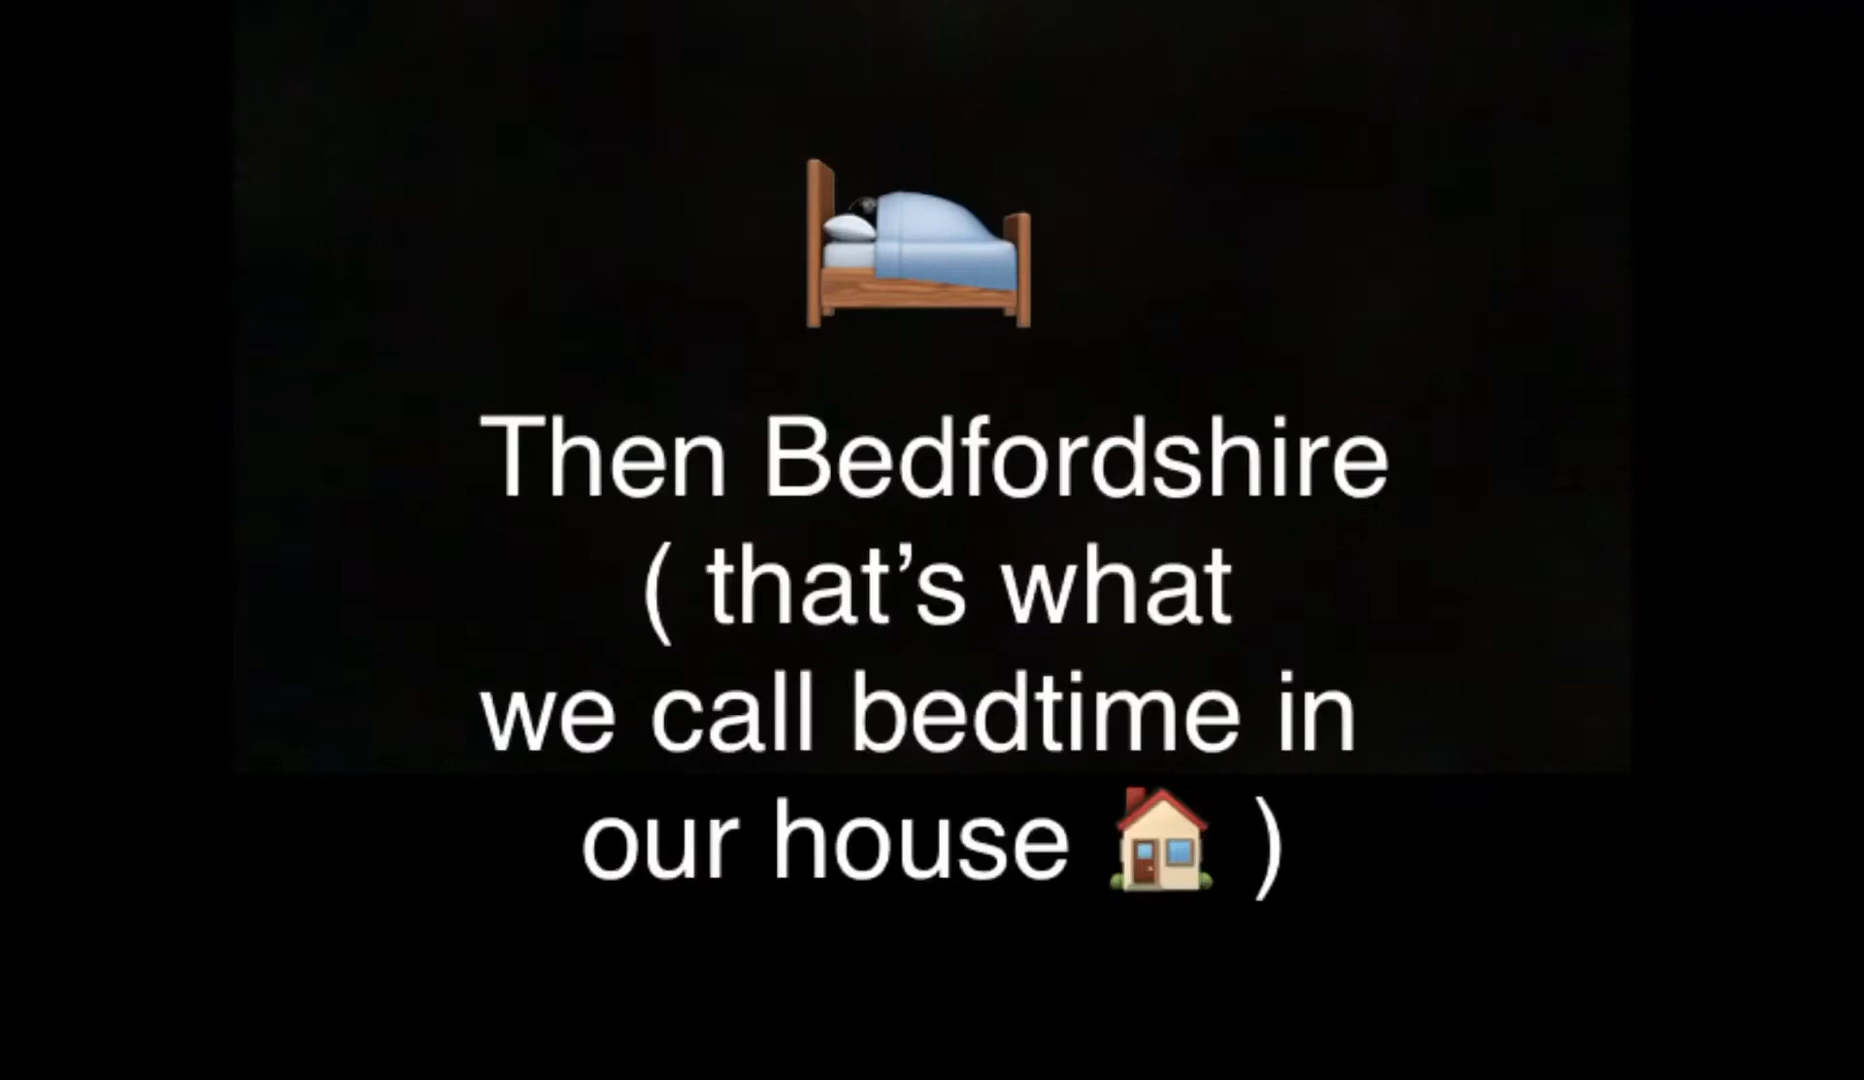 Then Bedfordshire
( that’s what
we call bedtime in
our house 🏠 )